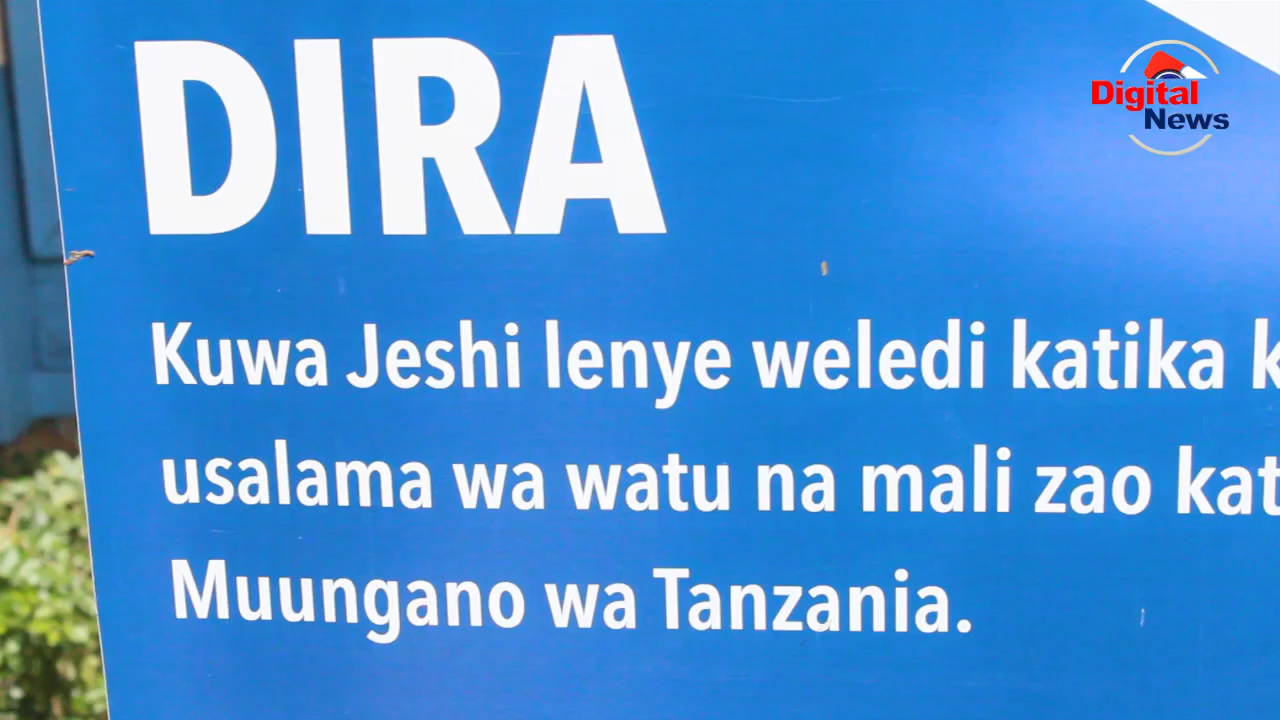 DIRA
Digital
News
Kuwa Jeshi lenye weledi katika
usalama wa watu na mali zao
Muungano wa Tanzania.